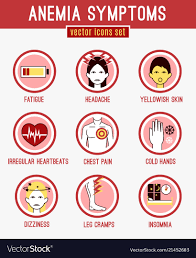 ANEMIA SYMPTOMS
vector icons set
FATIGUE
HEADACHE
YELLOWISH SKIN
IRREGULAR HEARTBEATS
CHEST PAIN
COLD HANDS
DIZZINESS
LEG CRAMPS
INSOMNIA
VectorStock
VectorStock.com/21452883